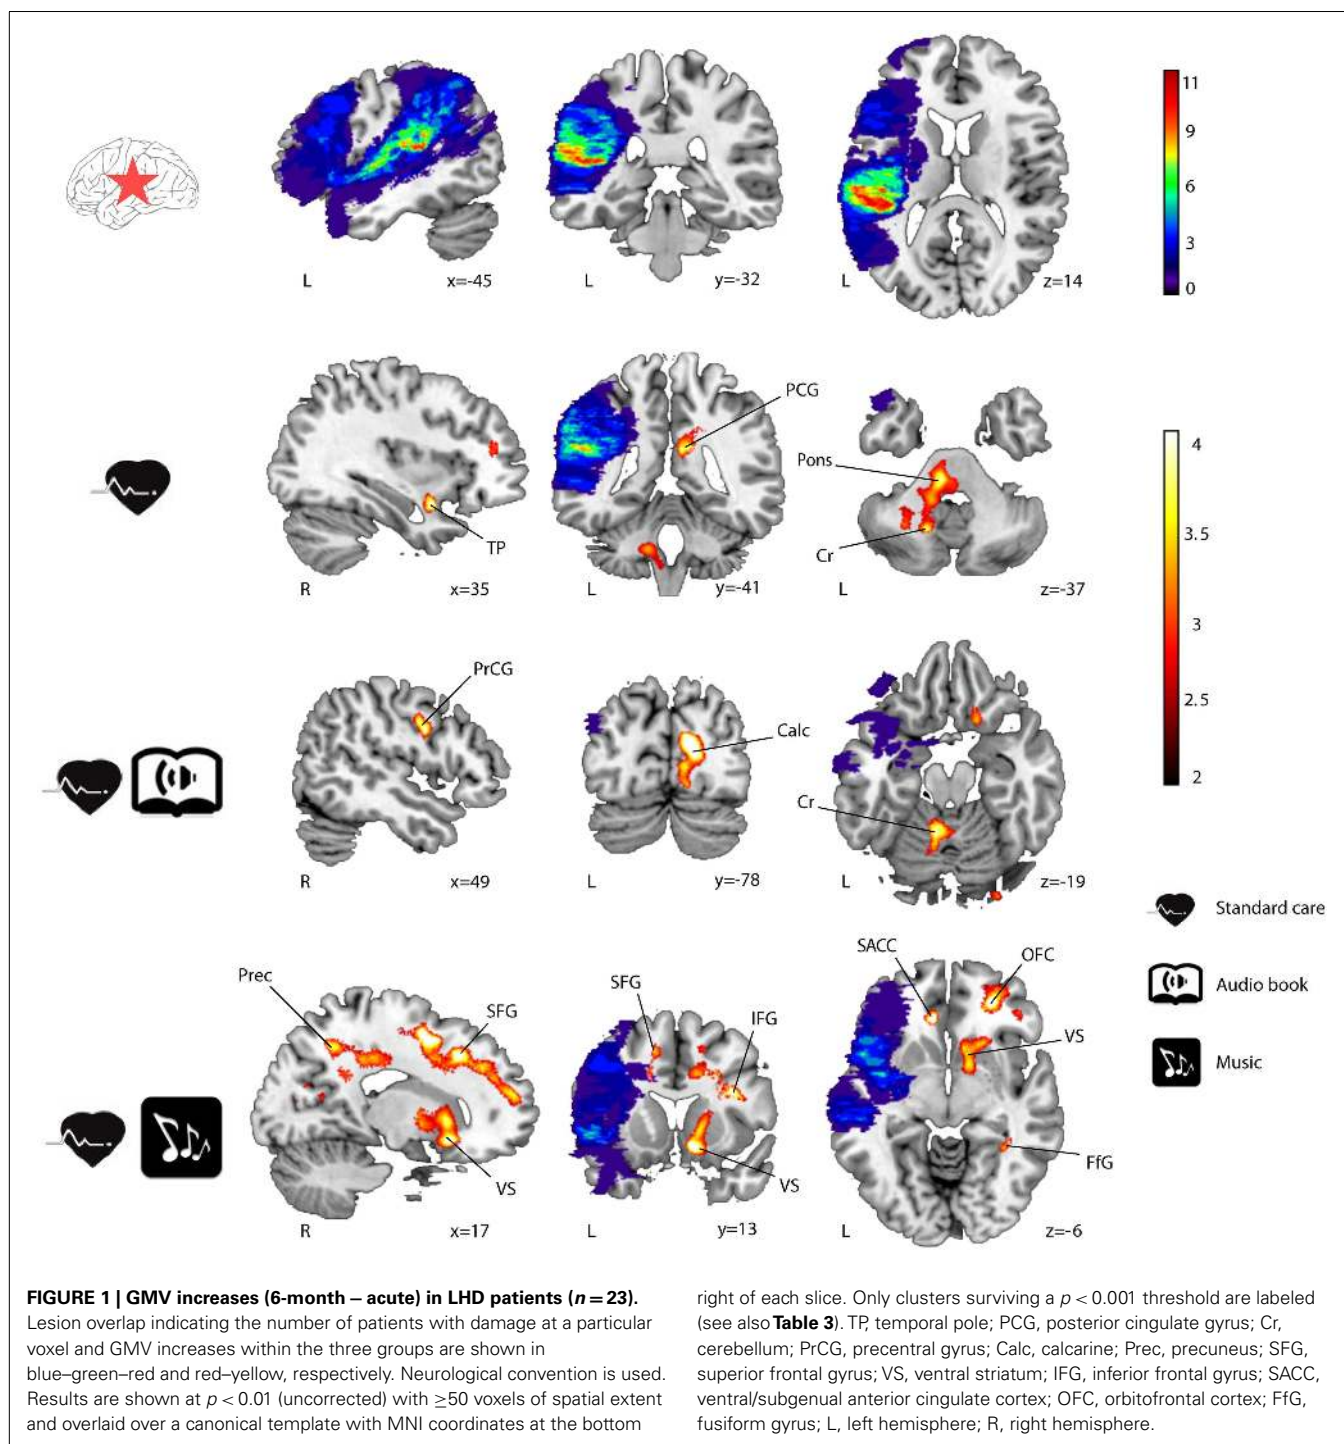 11
9
6
3
0
L
x=-45
L
y=-32
L
z=14
PCG
Pons
TP
Cr
R
x=35
L
y=-41
L
z=-37
4
3.5
3
2.5
2
PrCG
Calc
Cr
R
x=49
L
y=-78
L
z=-19
Standard care
Audio book
Music
Prec
SFG
VS
SFG
IFG
VS
SACC
OFC
VS
FfG
R
x=17
L
y=13
L
z=-6
FIGURE 1 | GMV increases (6-month – acute) in LHD patients (n = 23).
Lesion overlap indicating the number of patients with damage at a particular
voxel and GMV increases within the three groups are shown in
blue–green–red and red–yellow, respectively. Neurological convention is used.
Results are shown at p < 0.01 (uncorrected) with ≥50 voxels of spatial extent
and overlaid over a canonical template with MNI coordinates at the bottom
right of each slice. Only clusters surviving a p < 0.001 threshold are labeled
(see also Table 3). TP, temporal pole; PCG, posterior cingulate gyrus; Cr,
cerebellum; PrCG, precentral gyrus; Calc, calcarine; Prec, precuneus; SFG,
superior frontal gyrus; VS, ventral striatum; IFG, inferior frontal gyrus; SACC,
ventral/subgenual anterior cingulate cortex; OFC, orbitofrontal cortex; FfG,
fusiform gyrus; L, left hemisphere; R, right hemisphere.